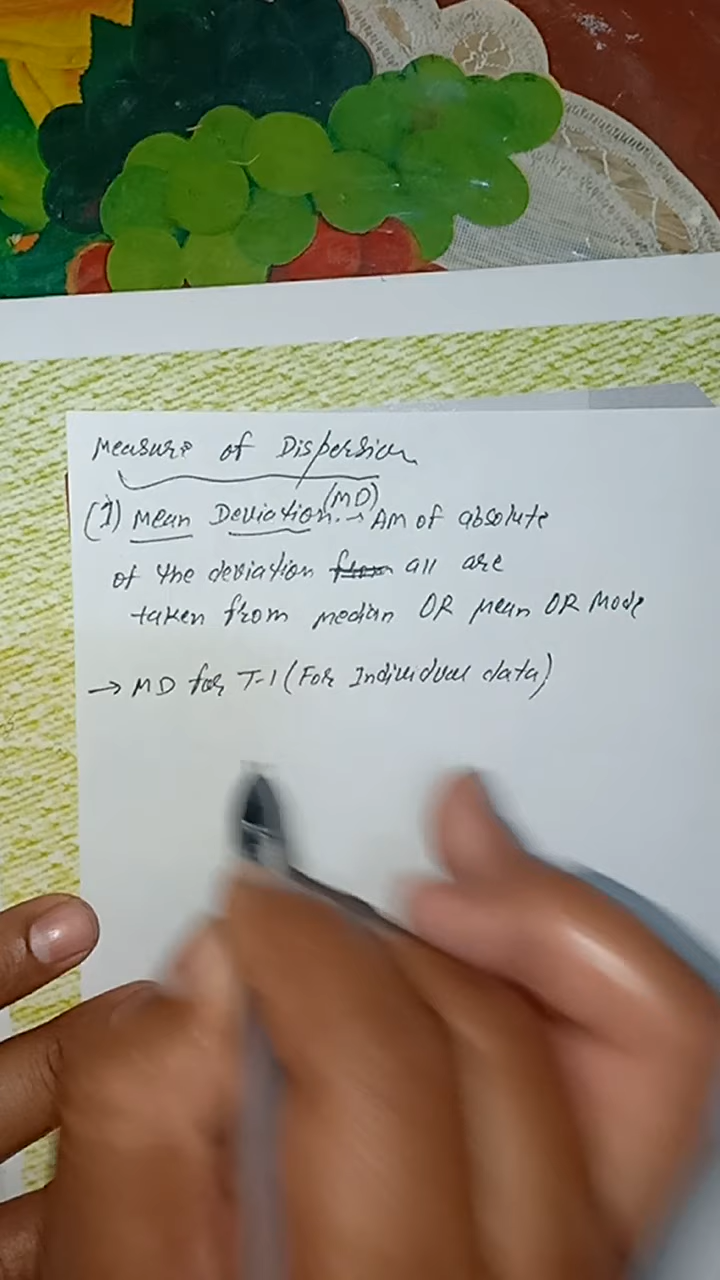 Measure of Dispersion
(1) Mean Deviation (MD) → AM of absolute
of the deviation from all are
taken from median OR Mean OR Mode
→ MD for T-1 (For Individual data)